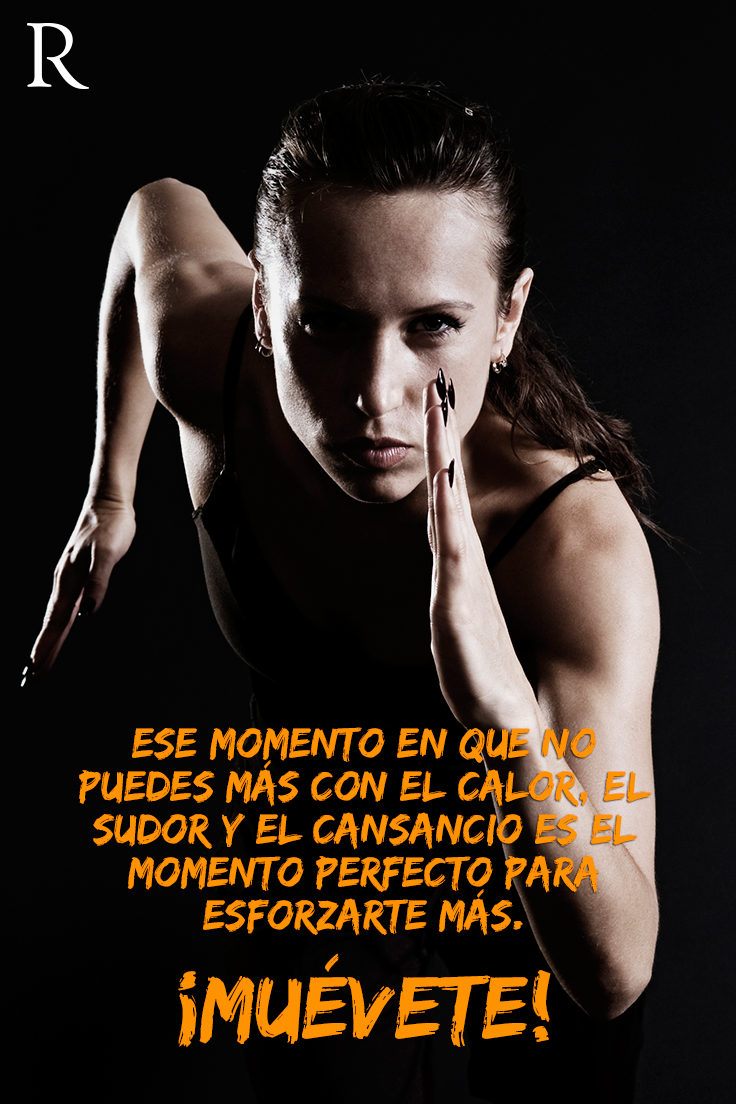 R
ESE MOMENTO EN QUE NO
PUEDES MÁS CON EL CALOR, EL
SUDOR Y EL CANSANCIO ES EL
MOMENTO PERFECTO PARA
ESFORZARTE MÁS.
¡MUÉVETE!